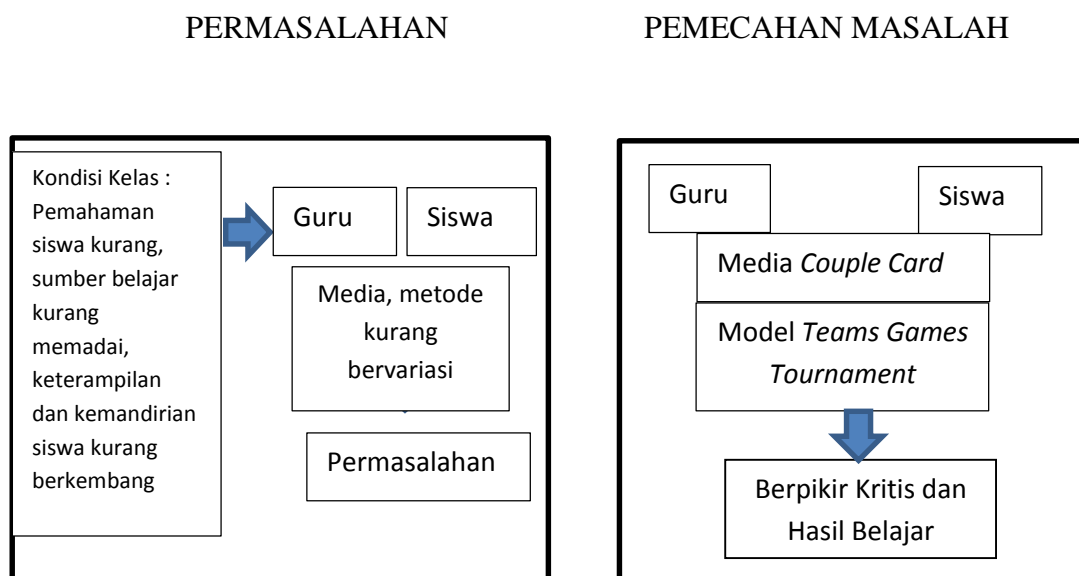 PERMASALAHAN
PEMECAHAN MASALAH
Kondisi Kelas :
Pemahaman
siswa kurang,
sumber belajar
kurang
memadai,
keterampilan
dan kemandirian
siswa kurang
berkembang
Guru
Siswa
Media, metode
kurang
bervariasi
Permasalahan
Guru
Siswa
Media Couple Card
Model Teams Games
Tournament
Berpikir Kritis dan
Hasil Belajar